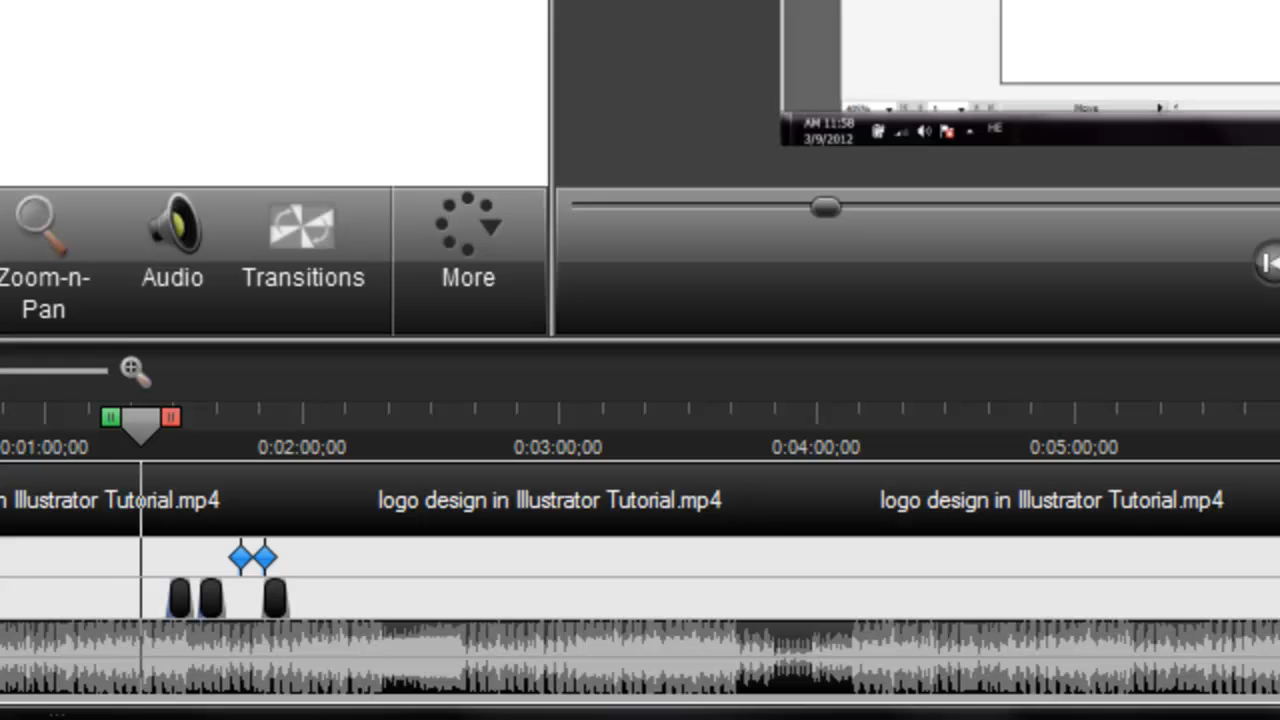 Move
AM 11:58
3/9/2012
HE
Zoom-n-
Pan
Audio
Transitions
More
0:01:00;00
0:02:00;00
0:03:00;00
0:04:00;00
0:05:00;00
n Illustrator Tutorial.mp4
logo design in Illustrator Tutorial.mp4
logo design in Illustrator Tutorial.mp4